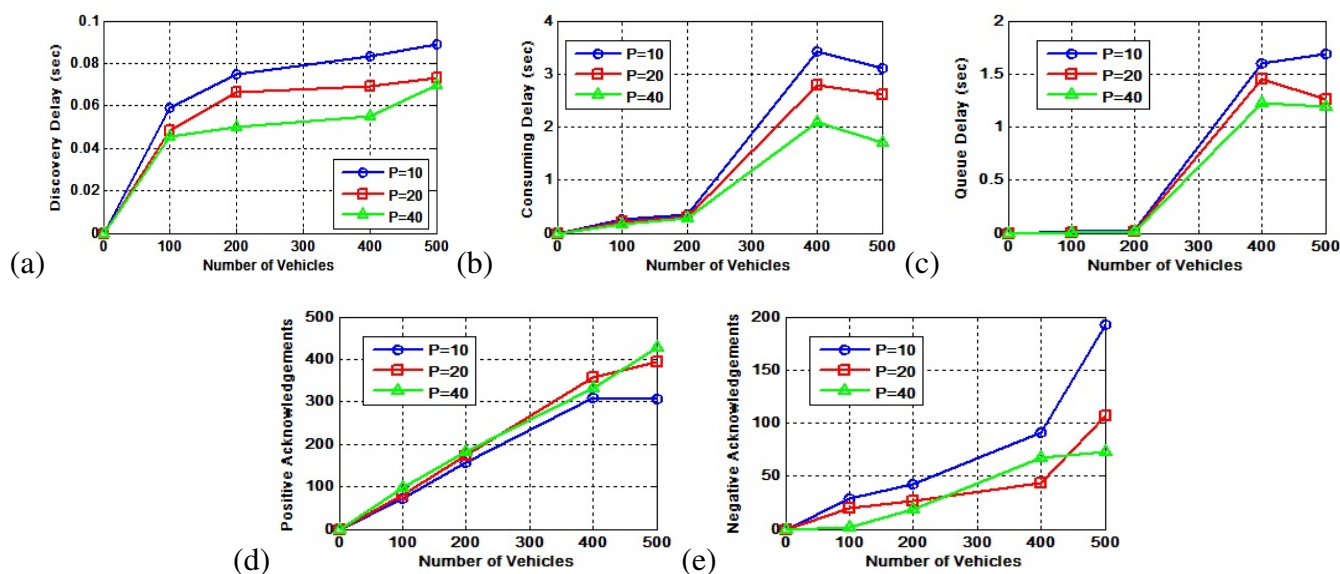 0.1
0.08
0.06
0.04
0.02
0
Discovery Delay (sec)
P=10
P=20
P=40
0 100 200 300 400 500
Number of Vehicles
(a)
4
3
2
1
0
Consuming Delay (sec)
P=10
P=20
P=40
0 100 200 300 400 500
Number of Vehicles
(b)
2
1.5
1
0.5
0
Queue Delay (sec)
P=10
P=20
P=40
0 100 200 300 400 500
Number of Vehicles
(c)
500
400
300
200
100
0
Positive Acknowledgements
P=10
P=20
P=40
0 100 200 300 400 500
Number of Vehicles
(d)
200
150
100
50
0
Negative Acknowledgements
P=10
P=20
P=40
0 100 200 300 400 500
Number of Vehicles
(e)